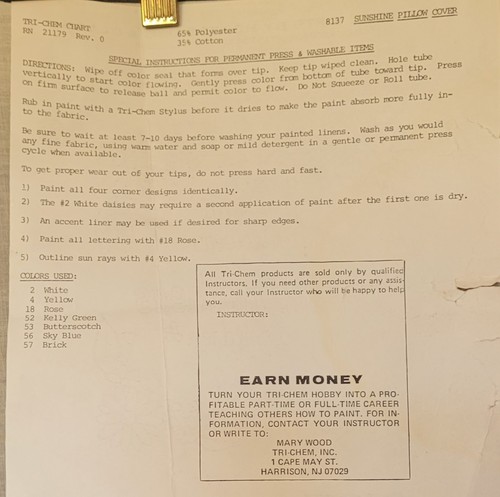 TRI-CHEM CHART
RN 21179 Rev. 0
65% Polyester
35% Cotton
8137 SUNSHINE PILLOW COVER
SPECIAL INSTRUCTIONS FOR PERMANENT PRESS & WASHABLE ITEMS
DIRECTIONS: Wipe off color seal that forms over tip. Keep tip wiped clean. Hole tube
vertically to start color flowing. Gently press color from bottom of tube toward tip. Press
on firm surface to release ball and permit color to flow. Do Not Squeeze or Roll tube.
Rub in paint with a Tri-Chem Stylus before it dries to make the paint absorb more fully in-
to the fabric.
Be sure to wait at least 7-10 days before washing your painted linens. Wash as you would
any fine fabric, using warm water and soap or mild detergent in a gentle or permanent press
cycle when available.
To get proper wear out of your tips, do not press hard and fast.
1) Paint all four corner designs identically.
2) The #2 White daisies may require a second application of paint after the first one is dry.
3) An accent liner may be used if desired for sharp edges.
4) Paint all lettering with #18 Rose.
5) Outline sun rays with #4 Yellow.
COLORS USED:
2 White
4 Yellow
18 Rose
52 Kelly Green
53 Butterscotch
56 Sky Blue
57 Brick
All Tri-Chem products are sold only by qualified
Instructors. If you need other products or any assis-
tance, call your Instructor who will be happy to help
you.
INSTRUCTOR:
EARN MONEY
TURN YOUR TRI-CHEM HOBBY INTO A PRO-
FITABLE PART-TIME OR FULL-TIME CAREER
TEACHING OTHERS HOW TO PAINT. FOR IN-
FORMATION, CONTACT YOUR INSTRUCTOR
OR WRITE TO:
MARY WOOD
TRI-CHEM, INC.
1 CAPE MAY ST.
HARRISON, NJ 07029